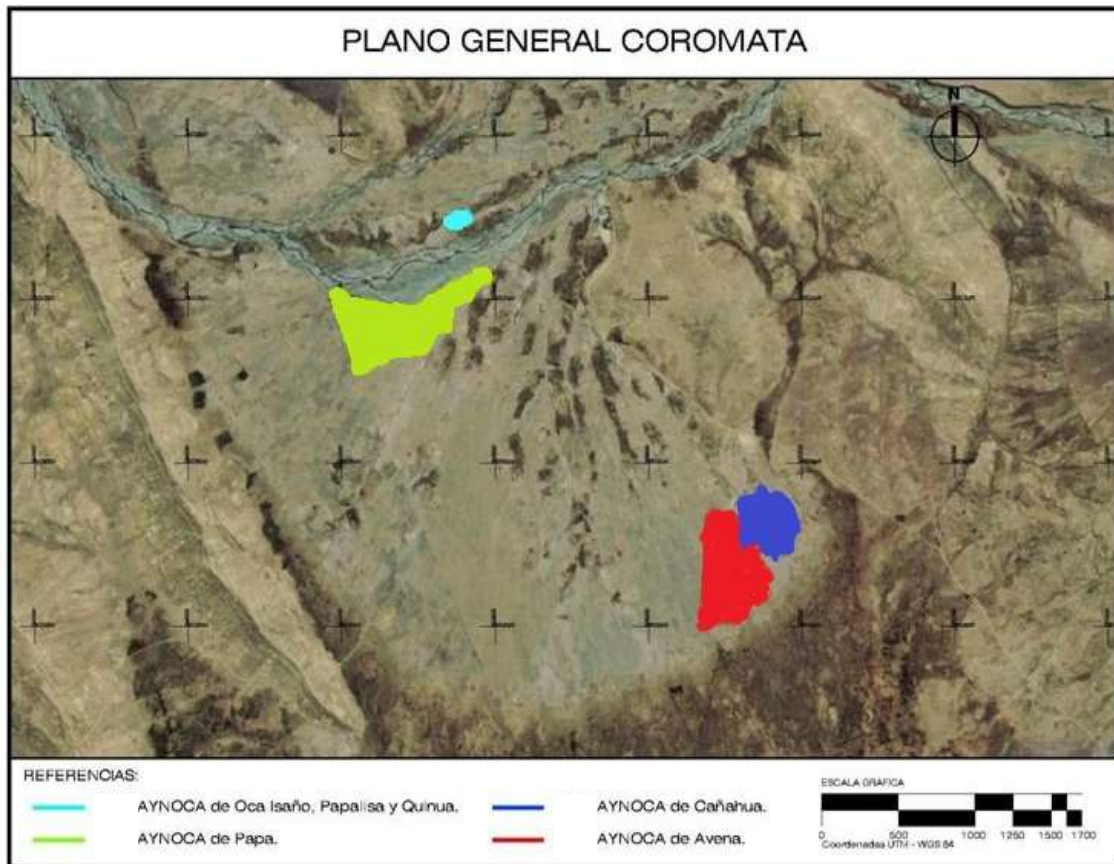 PLANO GENERAL COROMATA
N
REFERENCIAS:
AYNOCA de Oca Isaño, Papalisa y Quinua.
AYNOCA de Cañahua.
AYNOCA de Papa.
AYNOCA de Avena.
ESCALA GRAFICA
0 500 1000 1250 1500 1700
Coordenadas UTM - WGS 84